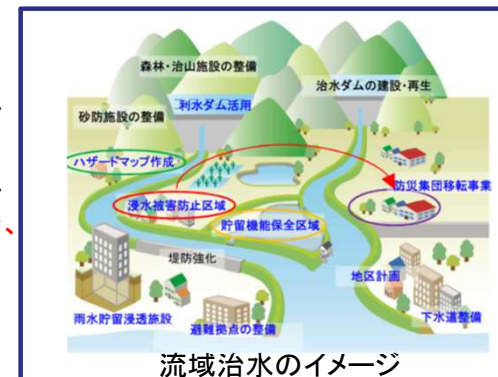 森林・治山施設の整備
治水ダムの建設・再生
砂防施設の整備
利水ダム活用
ハザードマップ作成
防災集団移転事業
浸水被害防止区域
貯留機能保全区域
堤防強化
地区計画
雨水貯留浸透施設
避難拠点の整備
下水道整備
流域治水のイメージ